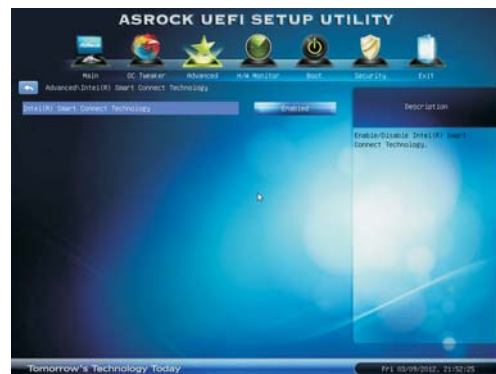 ASROCK UEFI SETUP UTILITY
Main OC Tweaker Advanced H/W Monitor Boot Security Exit
Advanced\Intel(R) Smart Connect Technology
Intel(R) Smart Connect Technology Enabled
Description
Enable/Disable Intel(R) Smart
Connect Technology.
Tomorrow's Technology Today
Fri 03/09/2012, 21:52:25